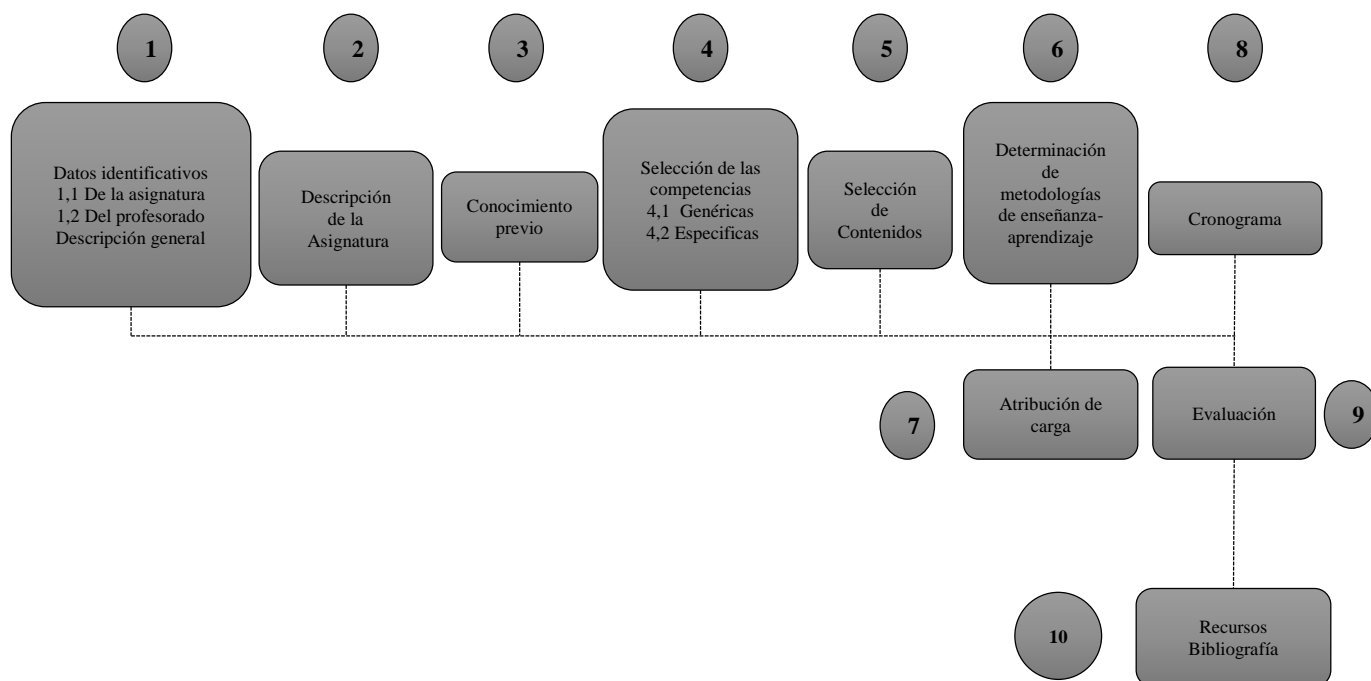 1
2
3
4
5
6
8
Datos identificativos
1,1 De la asignatura
1,2 Del profesorado
Descripción general
Descripción
de la
Asignatura
Conocimiento
previo
Selección de las
competencias
4,1 Genéricas
4,2 Especificas
Selección
de
Contenidos
Determinación
de
metodologías
de enseñanza-
aprendizaje
Cronograma
7
Atribución de
carga
Evaluación
9
10
Recursos
Bibliografía